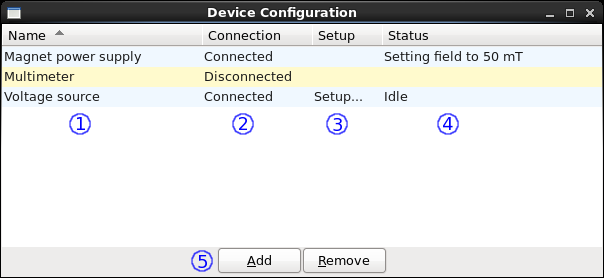 Device Configuration
Name Connection Setup Status
Magnet power supply Connected Setting field to 50 mT
Multimeter Disconnected
Voltage source Connected Setup... Idle
1 2 3 4
5 Add Remove